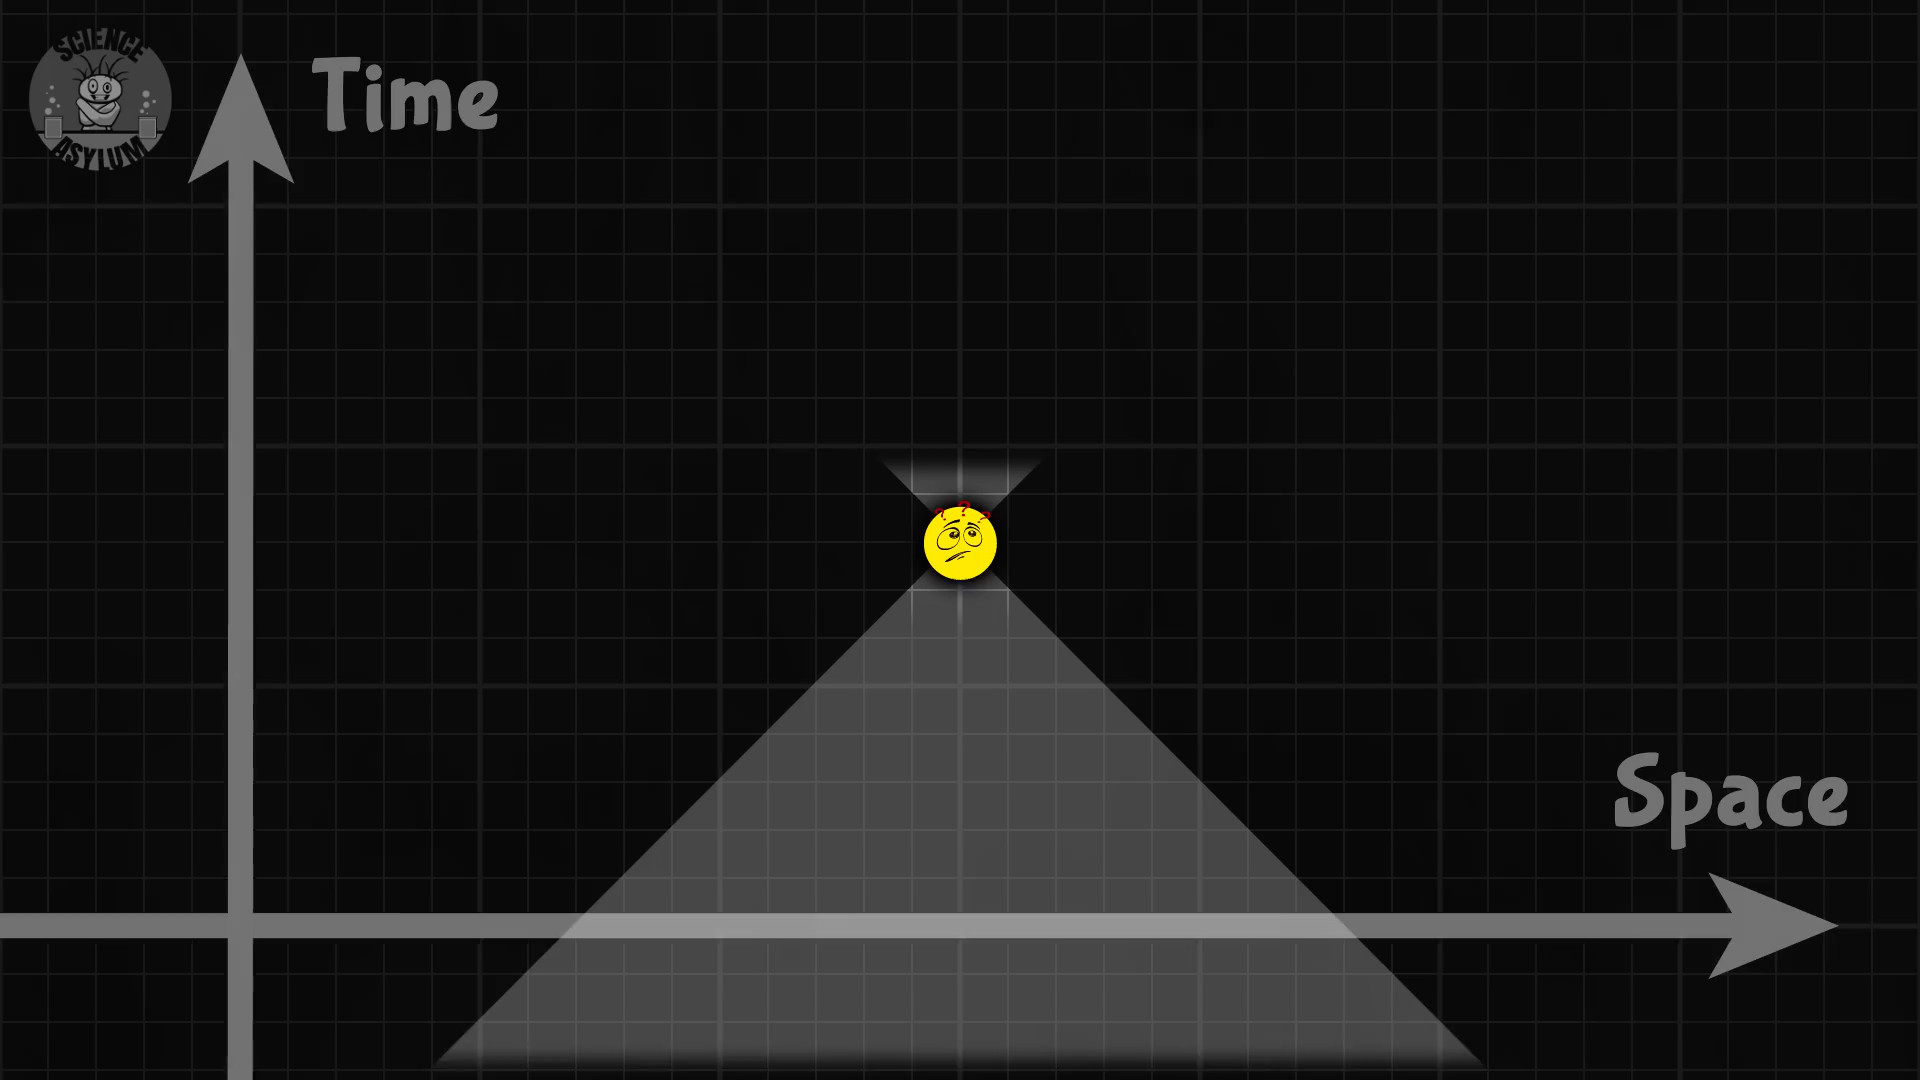 SCIENCE
ASYLUM
Time
? ? ?
Space